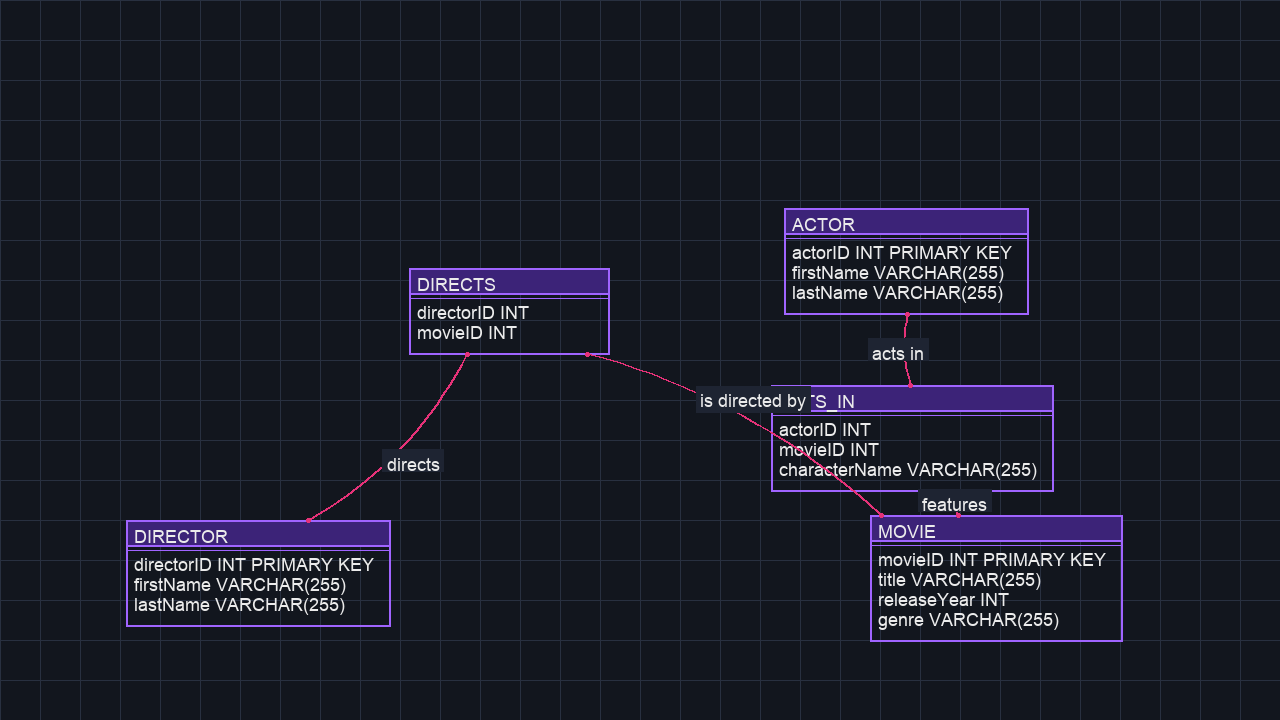 ACTOR
actorID INT PRIMARY KEY
firstName VARCHAR(255)
lastName VARCHAR(255)
DIRECTS
directorID INT
movieID INT
acts in
is directed by
TS_IN
actorID INT
movieID INT
characterName VARCHAR(255)
directs
features
DIRECTOR
directorID INT PRIMARY KEY
firstName VARCHAR(255)
lastName VARCHAR(255)
MOVIE
movieID INT PRIMARY KEY
title VARCHAR(255)
releaseYear INT
genre VARCHAR(255)